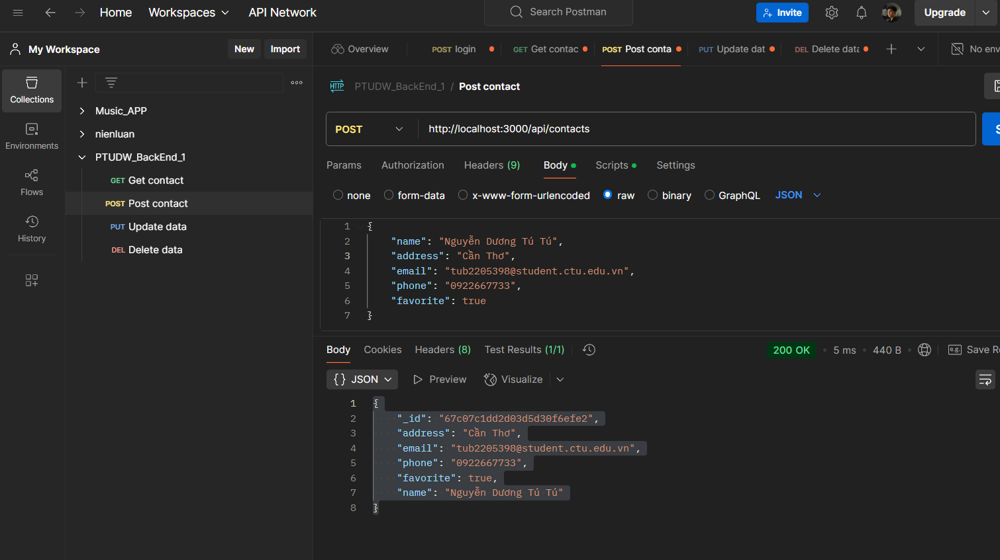 Home Workspaces API Network Search Postman Invite Upgrade
My Workspace New Import Overview POST login GET Get contac POST Post conta PUT Update dat DEL Delete data No env
Collections
Environments
Flows
History
Music_APP
nienluan
PTUDW_BackEnd_1
GET Get contact
POST Post contact
PUT Update data
DEL Delete data
HTTP PTUDW_BackEnd_1 / Post contact
POST http://localhost:3000/api/contacts S
Params Authorization Headers (9) Body Scripts Settings
none form-data x-www-form-urlencoded raw binary GraphQL JSON
1 {
2 "name": "Nguyễn Dương Tú Tú",
3 "address": "Cần Thơ",
4 "email": "tub2205398@student.ctu.edu.vn",
5 "phone": "0922667733",
6 "favorite": true
7 }
Body Cookies Headers (8) Test Results (1/1) 200 OK • 5 ms • 440 B • e.g. Save Re
{} JSON Preview Visualize
1 {
2 "_id": "67c07c1dd2d03d5d30f6efe2",
3 "address": "Cần Thơ",
4 "email": "tub2205398@student.ctu.edu.vn",
5 "phone": "0922667733",
6 "favorite": true,
7 "name": "Nguyễn Dương Tú Tú"
8 }